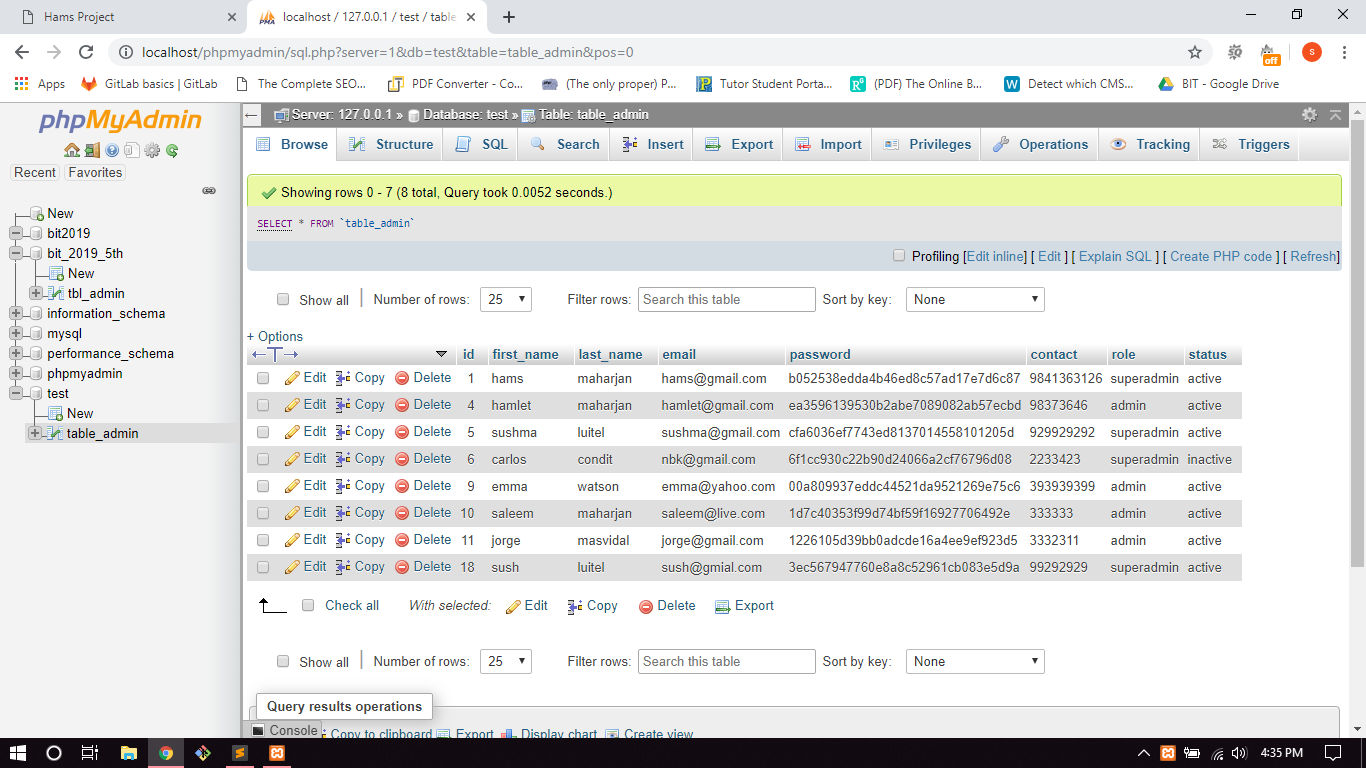 Hams Project
localhost / 127.0.0.1 / test / table
localhost/phpmyadmin/sql.php?server=1&db=test&table=table_admin&pos=0
S
off
Apps
GitLab basics | GitLab
The Complete SEO...
PDF Converter - Co...
(The only proper) P...
Tutor Student Porta...
(PDF) The Online B...
Detect which CMS...
BIT - Google Drive
phpMyAdmin
Recent
Favorites
New
bit2019
bit_2019_5th
New
tbl_admin
information_schema
mysql
performance_schema
phpmyadmin
test
New
table_admin
Server: 127.0.0.1 » Database: test » Table: table_admin
Browse Structure SQL Search Insert Export Import Privileges Operations Tracking Triggers
Showing rows 0 - 7 (8 total, Query took 0.0052 seconds.)
SELECT * FROM `table_admin`
Profiling [Edit inline] [ Edit ] [ Explain SQL ] [ Create PHP code ] [ Refresh]
Show all | Number of rows: 25 Filter rows: Search this table Sort by key: None
+ Options
←T→ id first_name last_name email password contact role status
Edit Copy Delete 1 hams maharjan hams@gmail.com b052538edda4b46ed8c57ad17e7d6c87 9841363126 superadmin active
Edit Copy Delete 4 hamlet maharjan hamlet@gmail.com ea3596139530b2abe7089082ab57ecbd 98373646 admin active
Edit Copy Delete 5 sushma luitel sushma@gmail.com cfa6036ef7743ed8137014558101205d 929929292 superadmin active
Edit Copy Delete 6 carlos condit nbk@gmail.com 6f1cc930c22b90d24066a2cf76796d08 2233423 superadmin inactive
Edit Copy Delete 9 emma watson emma@yahoo.com 00a809937eddc44521da9521269e75c6 393939399 admin active
Edit Copy Delete 10 saleem maharjan saleem@live.com 1d7c40353f99d74bf59f16927706492e 333333 admin active
Edit Copy Delete 11 jorge masvidal jorge@gmail.com 1226105d39bb0adcde16a4ee9ef923d5 3332311 admin active
Edit Copy Delete 18 sush luitel sush@gmial.com 3ec567947760e8a8c52961cb083e5d9a 99292929 superadmin active
Check all With selected: Edit Copy Delete Export
Show all | Number of rows: 25 Filter rows: Search this table Sort by key: None
Query results operations
Console
Copy to clipboard Export Display chart Create view
4:35 PM